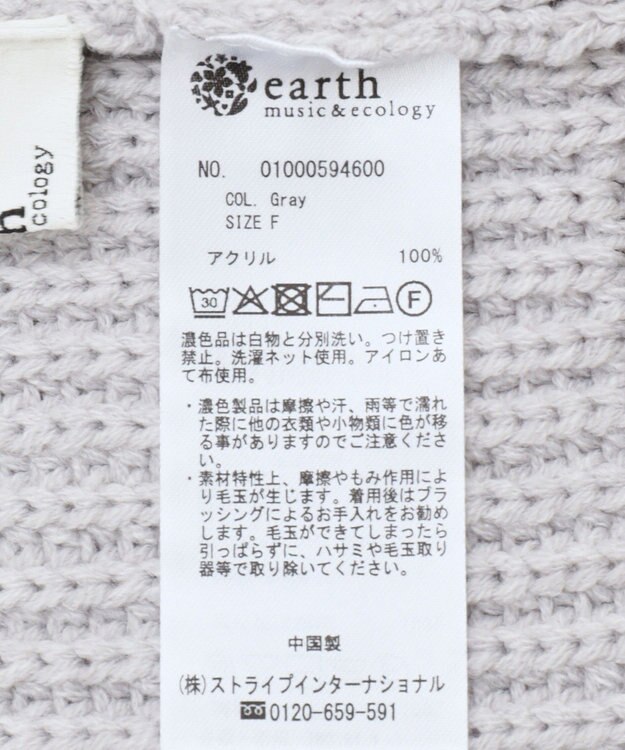 earth
music&ecology
h
cology
NO. 01000594600
COL. Gray
SIZE F
アクリル 100%
30
F
濃色品は白物と分別洗い。つけ置き
禁止。洗濯ネット使用。アイロンあ
て布使用。
・濃色製品は摩擦や汗、雨等で濡れ
た際に他の衣類や小物類に色が移
る事がありますのでご注意くださ
い。
・素材特性上、摩擦やもみ作用によ
り毛玉が生じます。着用後はブラ
ッシングによるお手入れをお勧め
します。毛玉ができてしまったら
引っぱらずに、ハサミや毛玉取り
器等で取り除いてください。
中国製
(株)ストライプインターナショナル
0120-659-591